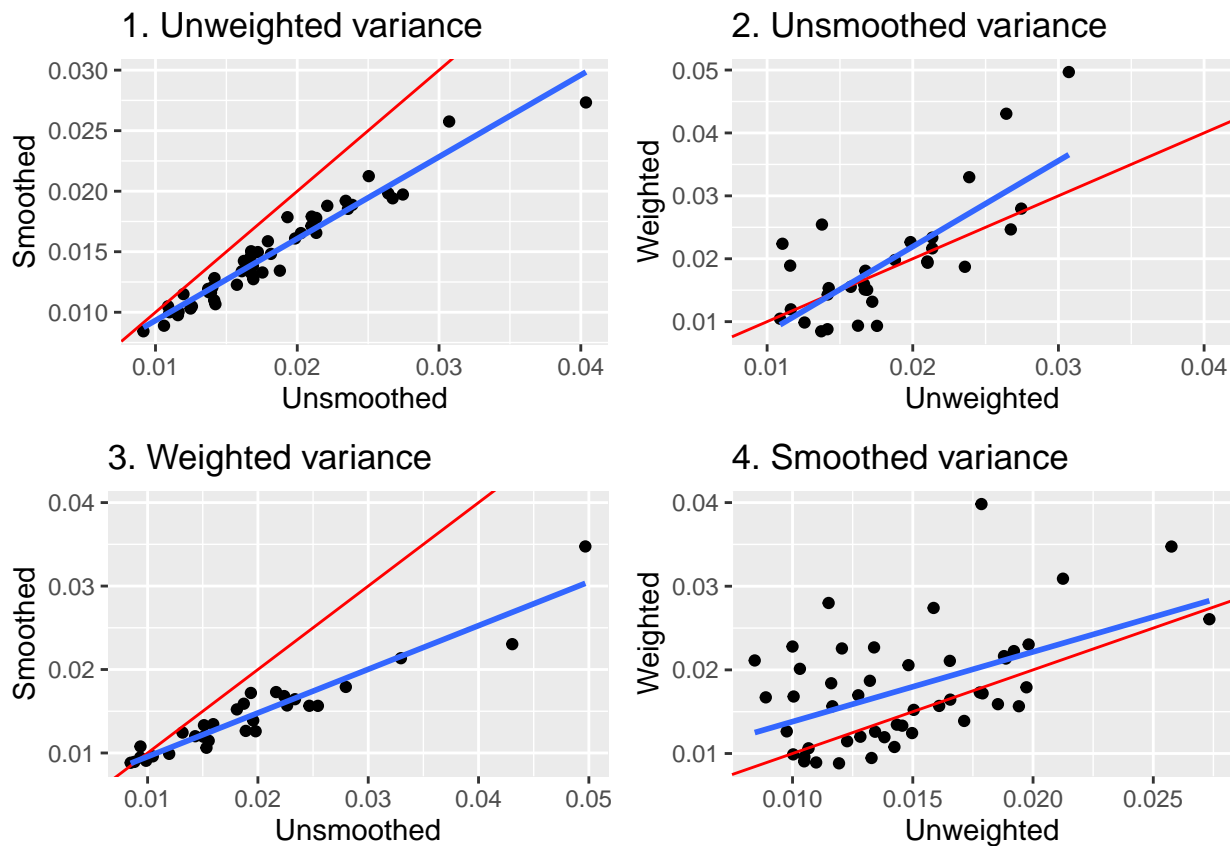 1. Unweighted variance
0.030
0.020
0.010
Smoothed
0.01 0.02 0.03 0.04
Unsmoothed
2. Unsmoothed variance
0.05
0.04
0.03
0.02
0.01
Weighted
0.01 0.02 0.03 0.04
Unweighted
3. Weighted variance
0.04
0.03
0.02
0.01
Smoothed
0.01 0.02 0.03 0.04 0.05
Unsmoothed
4. Smoothed variance
0.04
0.03
0.02
0.01
Weighted
0.010 0.015 0.020 0.025
Unweighted